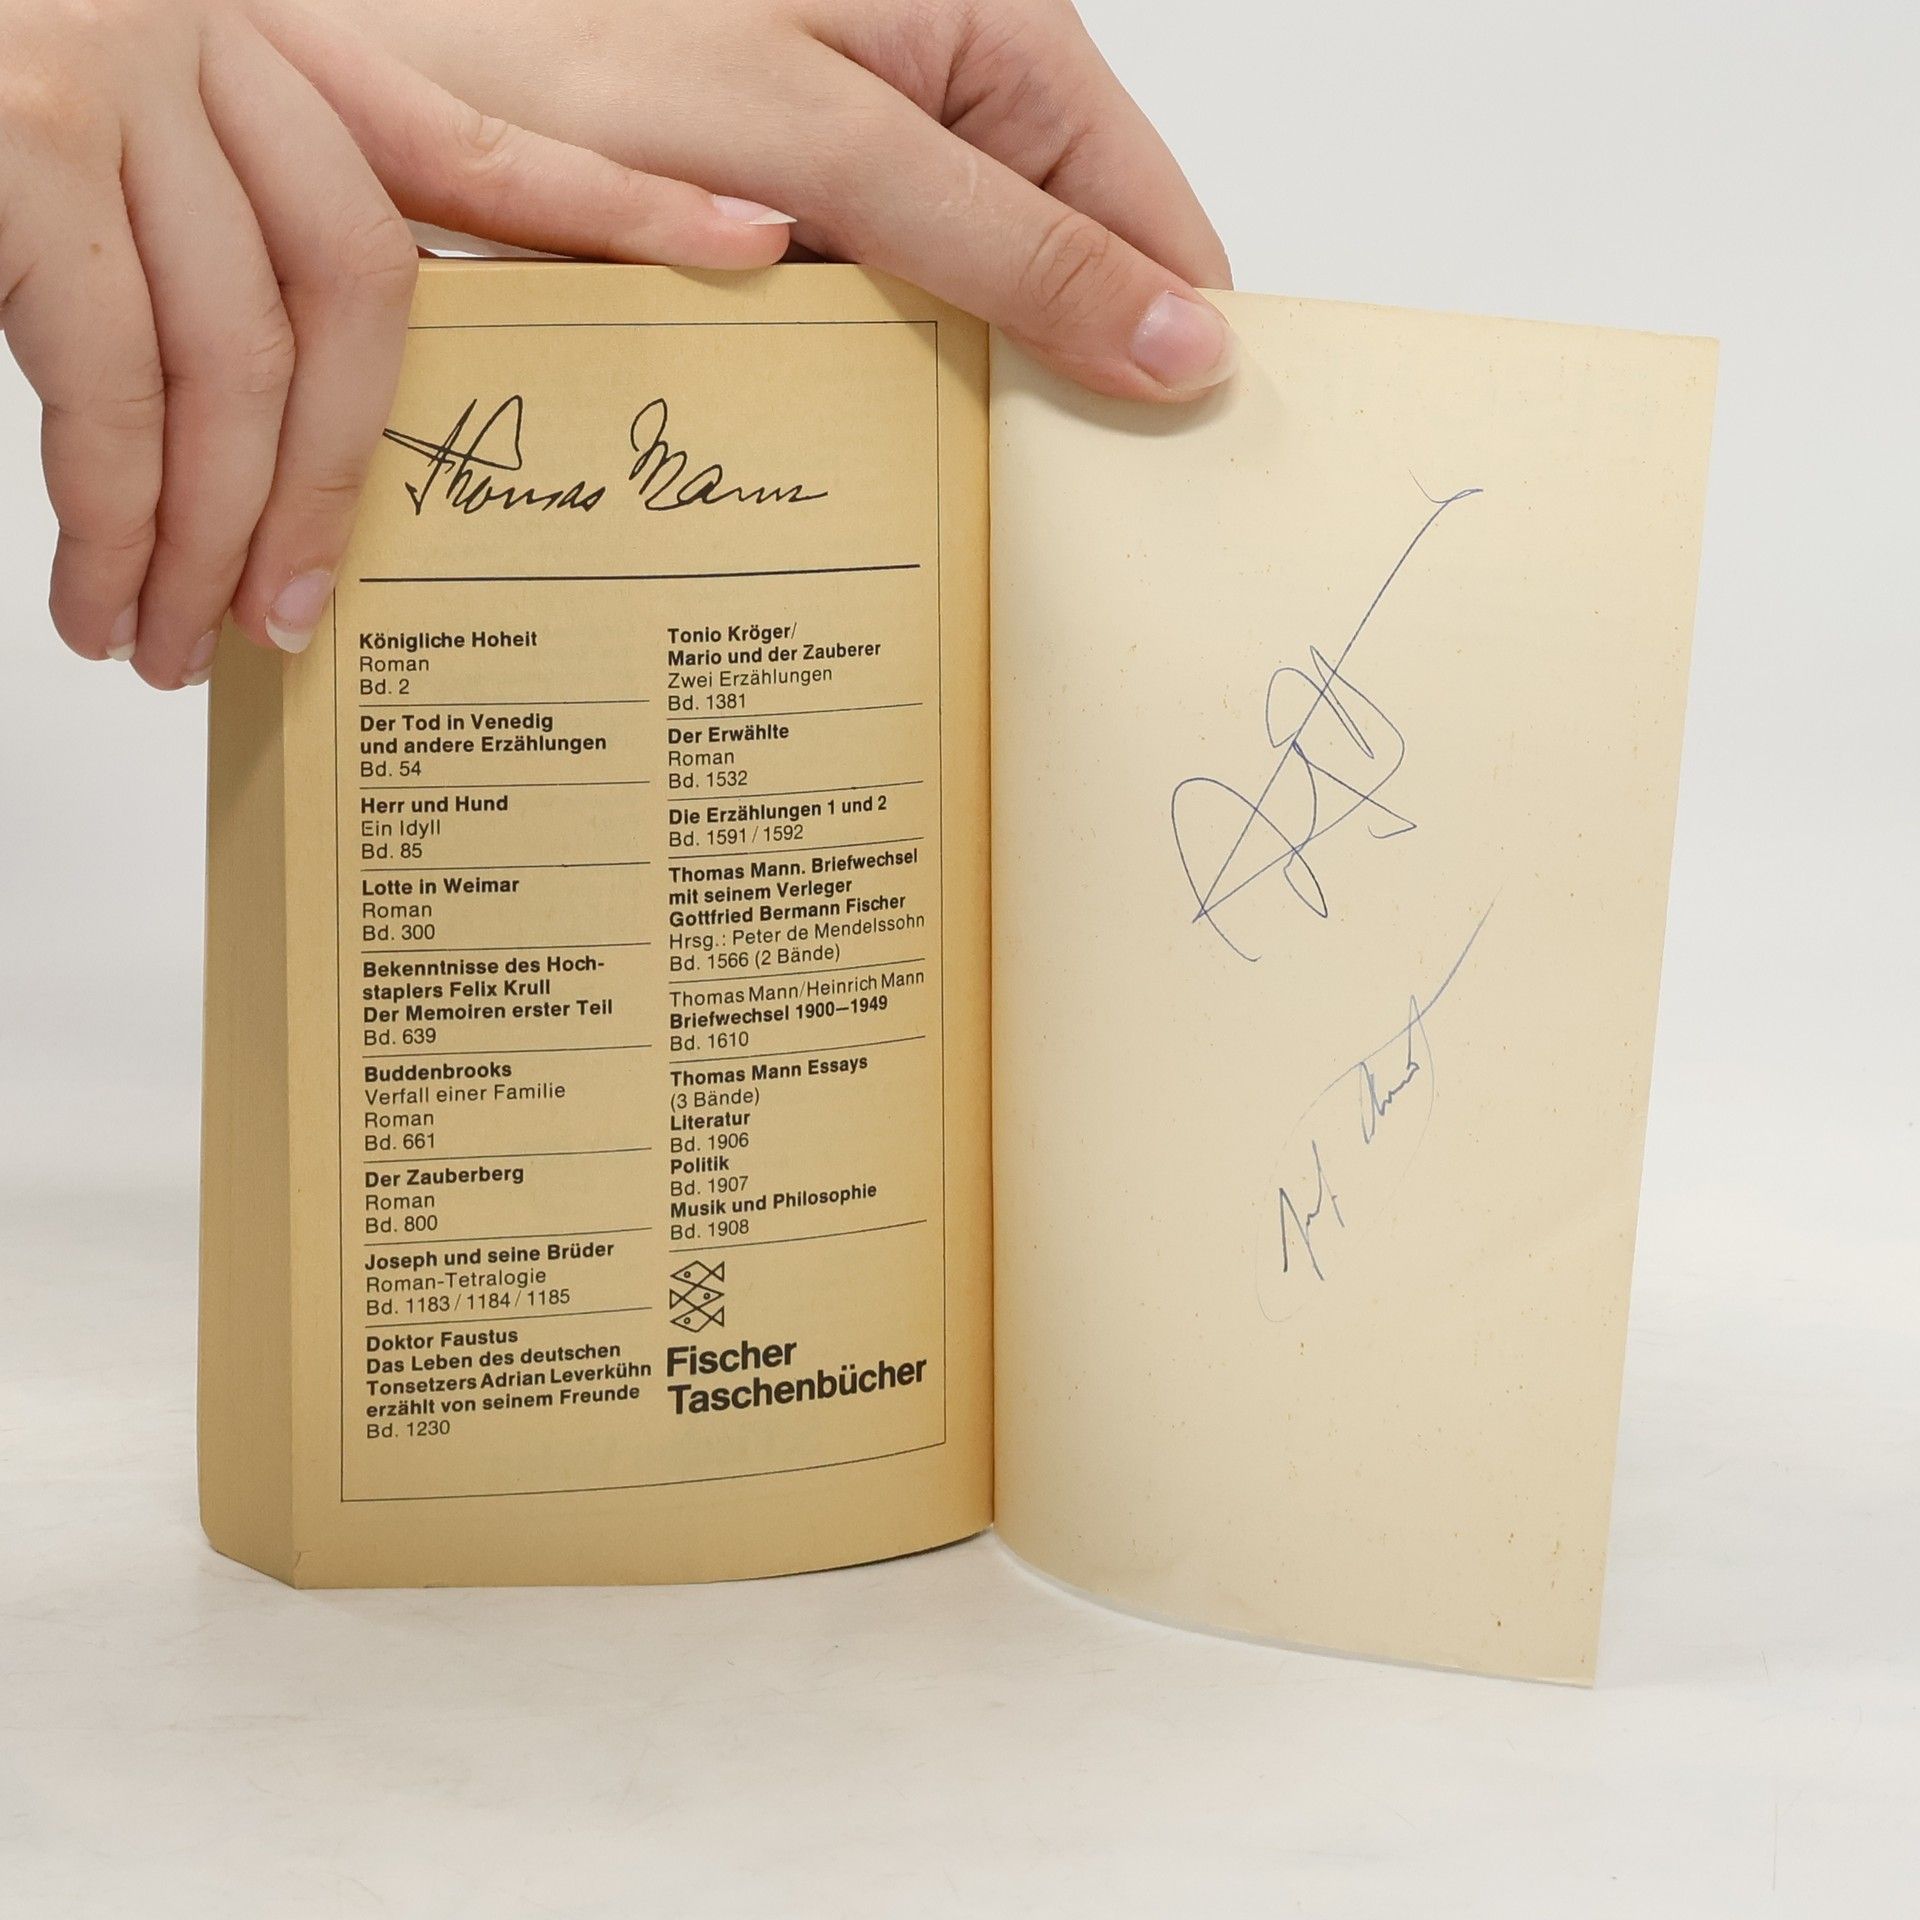 Thomas Mann
Königliche Hoheit
Roman
Bd. 2
Der Tod in Venedig
und andere Erzählungen
Bd. 54
Herr und Hund
Ein Idyll
Bd. 85
Lotte in Weimar
Roman
Bd. 300
Bekenntnisse des Hoch-
staplers Felix Krull
Der Memoiren erster Teil
Bd. 639
Buddenbrooks
Verfall einer Familie
Roman
Bd. 661
Der Zauberberg
Roman
Bd. 800
Joseph und seine Brüder
Roman-Tetralogie
Bd. 1183/1184/1185
Doktor Faustus
Das Leben des deutschen
Tonsetzers Adrian Leverkühn
erzählt von seinem Freunde
Bd. 1230
Tonio Kröger/
Mario und der Zauberer
Zwei Erzählungen
Bd. 1381
Der Erwählte
Roman
Bd. 1532
Die Erzählungen 1 und 2
Bd. 1591/1592
Thomas Mann. Briefwechsel
mit seinem Verleger
Gottfried Bermann Fischer
Hrsg.: Peter de Mendelssohn
Bd. 1566 (2 Bände)
Thomas Mann/Heinrich Mann
Briefwechsel 1900–1949
Bd. 1610
Thomas Mann Essays
(3 Bände)
Literatur
Bd. 1906
Politik
Bd. 1907
Musik und Philosophie
Bd. 1908
Fischer
Taschenbücher